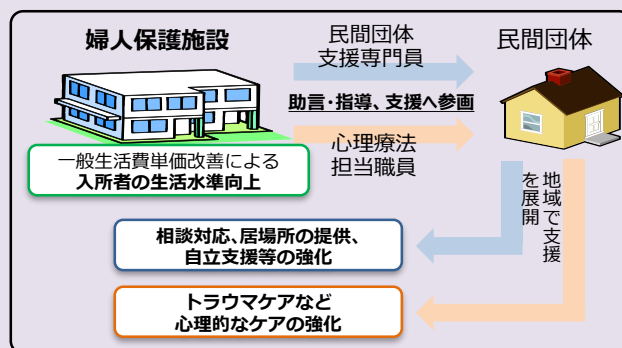 婦人保護施設
民間団体
支援専門員
民間団体
助言・指導、支援へ参画
心理療法
担当職員
一般生活費単価改善による
入所者の生活水準向上
地域で支援
を展開
相談対応、居場所の提供、
自立支援等の強化
トラウマケアなど
心理的なケアの強化